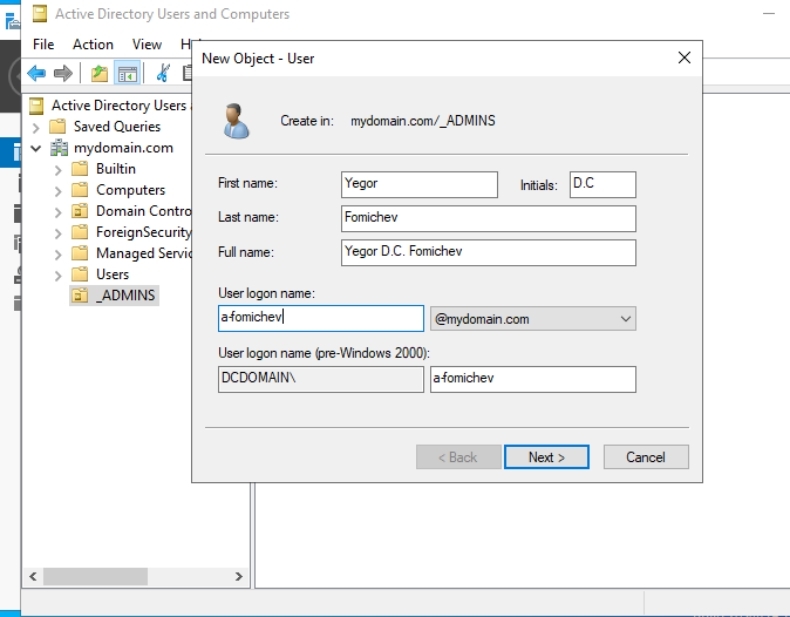 Active Directory Users and Computers
File Action View
New Object - User
Create in: mydomain.com/_ADMINS
Active Directory Users
Saved Queries
mydomain.com
Builtin
Computers
Domain Contro
ForeignSecurity
Managed Servic
Users
_ADMINS
First name: Yegor Initials: D.C
Last name: Fomichev
Full name: Yegor D.C. Fomichev
User logon name:
a-fomichev @mydomain.com
User logon name (pre-Windows 2000):
DCDOMAIN\ a-fomichev
< Back Next > Cancel